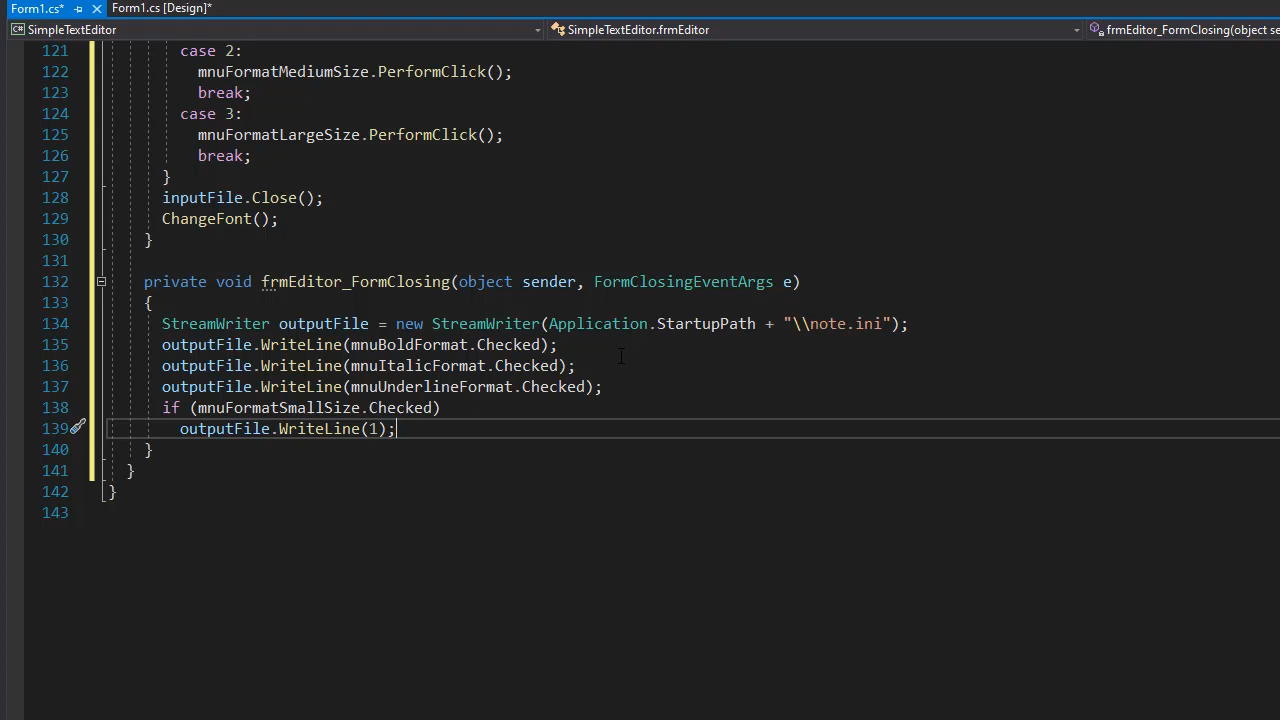 Form1.cs* Form1.cs [Design]*
SimpleTextEditor SimpleTextEditor.frmEditor frmEditor_FormClosing(object se
121 case 2:
122 mnuFormatMediumSize.PerformClick();
123 break;
124 case 3:
125 mnuFormatLargeSize.PerformClick();
126 break;
127 }
128 inputFile.Close();
129 ChangeFont();
130 }
131
132 private void frmEditor_FormClosing(object sender, FormClosingEventArgs e)
133 {
134 StreamWriter outputFile = new StreamWriter(Application.StartupPath + "\\note.ini");
135 outputFile.WriteLine(mnuBoldFormat.Checked);
136 outputFile.WriteLine(mnuItalicFormat.Checked);
137 outputFile.WriteLine(mnuUnderlineFormat.Checked);
138 if (mnuFormatSmallSize.Checked)
139 outputFile.WriteLine(1);
140 }
141 }
142 }
143